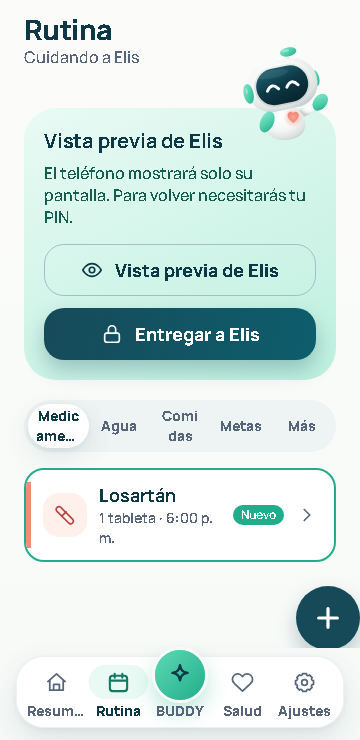 Rutina
Cuidando a Elis
Vista previa de Elis
El teléfono mostrará solo su
pantalla. Para volver necesitarás tu
PIN.
Vista previa de Elis
Entregar a Elis
Medic
ame...
Agua
Comi
das
Metas
Más
Losartán
1 tableta · 6:00 p.
m.
Nuevo
Resum...
Rutina
BUDDY
Salud
Ajustes